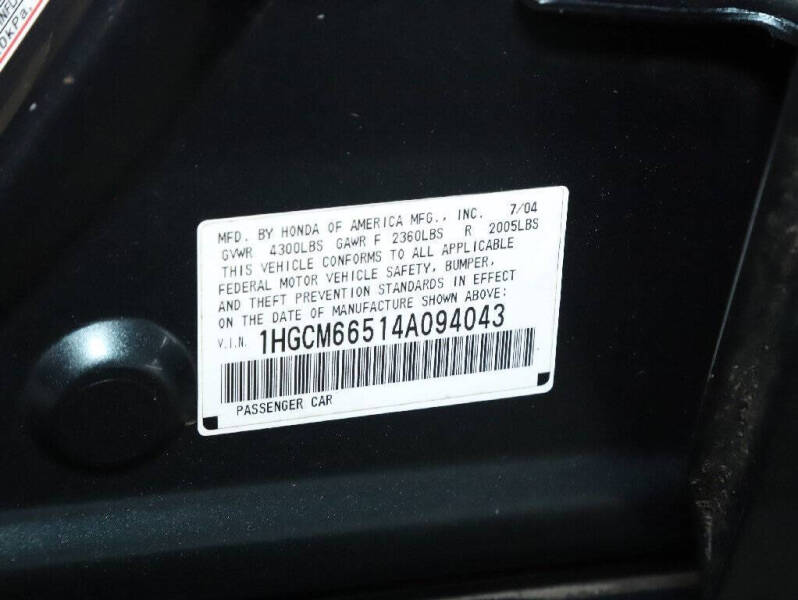 0kPa,
MFD. BY HONDA OF AMERICA MFG., INC. 7/04
GVWR 4300LBS GAWR F 2360LBS R 2005LBS
THIS VEHICLE CONFORMS TO ALL APPLICABLE
FEDERAL MOTOR VEHICLE SAFETY, BUMPER,
AND THEFT PREVENTION STANDARDS IN EFFECT
ON THE DATE OF MANUFACTURE SHOWN ABOVE:
V.I.N. 1HGCM66514A094043
PASSENGER CAR